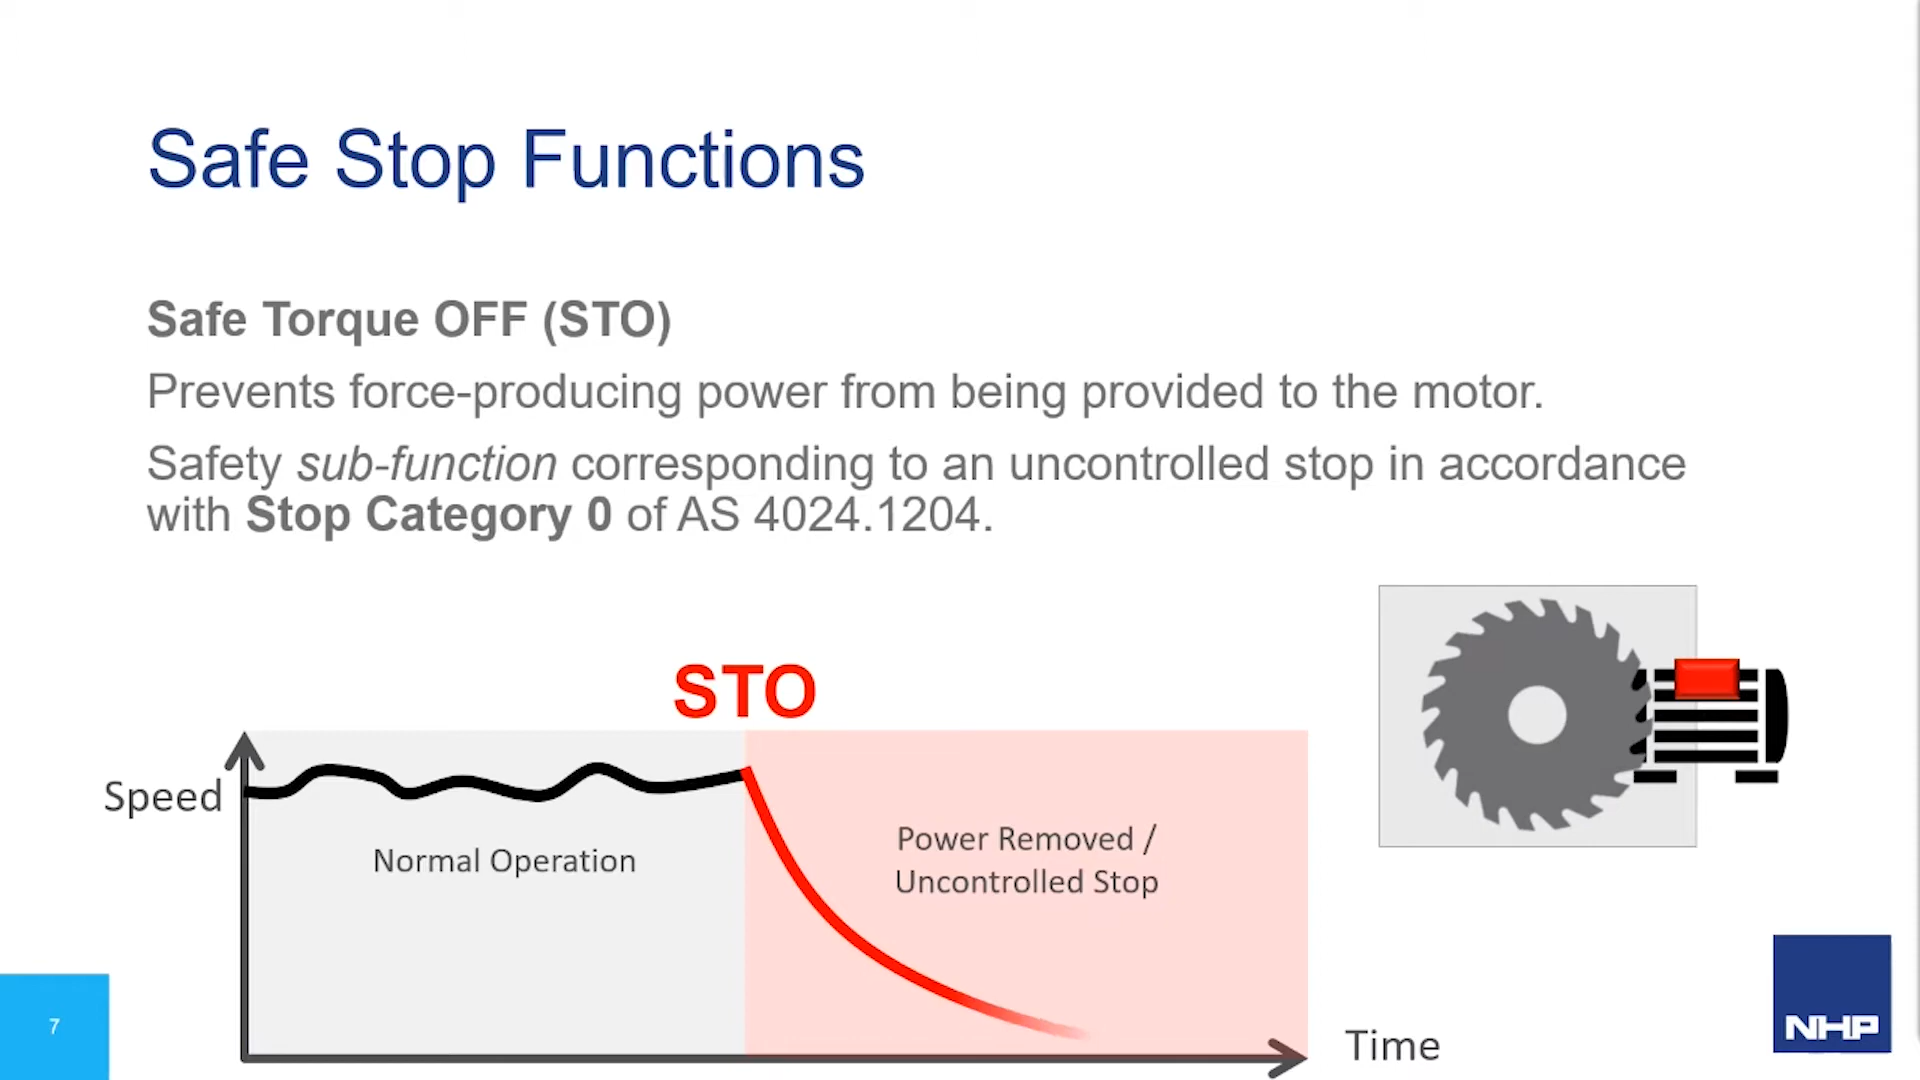 Safe Stop Functions
Safe Torque OFF (STO)
Prevents force-producing power from being provided to the motor.
Safety sub-function corresponding to an uncontrolled stop in accordance
with Stop Category 0 of AS 4024.1204.
STO
Speed
Normal Operation
Power Removed /
Uncontrolled Stop
Time
7
NHP